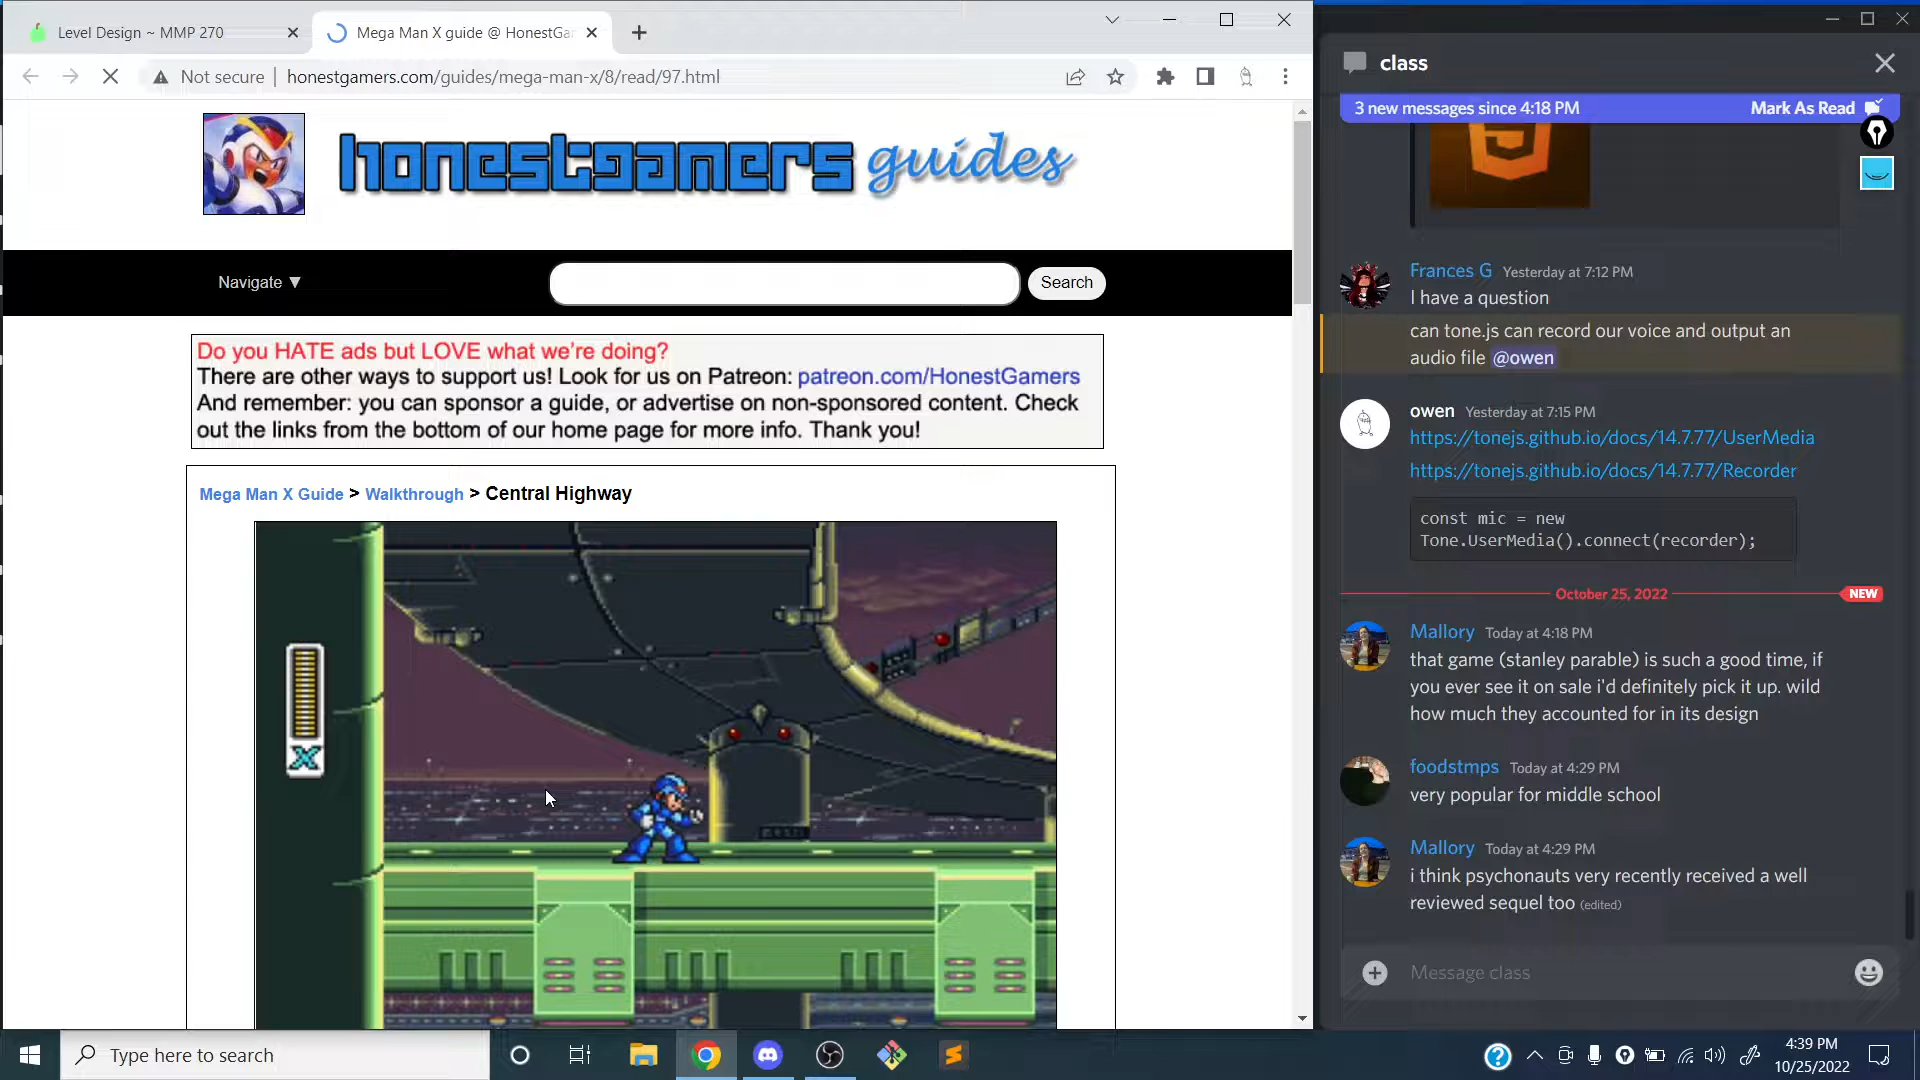 Level Design ~ MMP 270
Mega Man X guide @ HonestGa
Not secure
honestgamers.com/guides/mega-man-x/8/read/97.html
honestgamers guides
Navigate ▼
Search
Do you HATE ads but LOVE what we're doing?
There are other ways to support us! Look for us on Patreon: patreon.com/HonestGamers
And remember: you can sponsor a guide, or advertise on non-sponsored content. Check
out the links from the bottom of our home page for more info. Thank you!
Mega Man X Guide > Walkthrough > Central Highway
X
class
3 new messages since 4:18 PM
Mark As Read
Frances G Yesterday at 7:12 PM
I have a question
can tone.js can record our voice and output an
audio file @owen
owen Yesterday at 7:15 PM
https://tonejs.github.io/docs/14.7.77/UserMedia
https://tonejs.github.io/docs/14.7.77/Recorder
const mic = new
Tone.UserMedia().connect(recorder);
October 25, 2022
NEW
Mallory Today at 4:18 PM
that game (stanley parable) is such a good time, if
you ever see it on sale i'd definitely pick it up. wild
how much they accounted for in its design
foodstmps Today at 4:29 PM
very popular for middle school
Mallory Today at 4:29 PM
i think psychonauts very recently received a well
reviewed sequel too (edited)
Message class
Type here to search
4:39 PM
10/25/2022